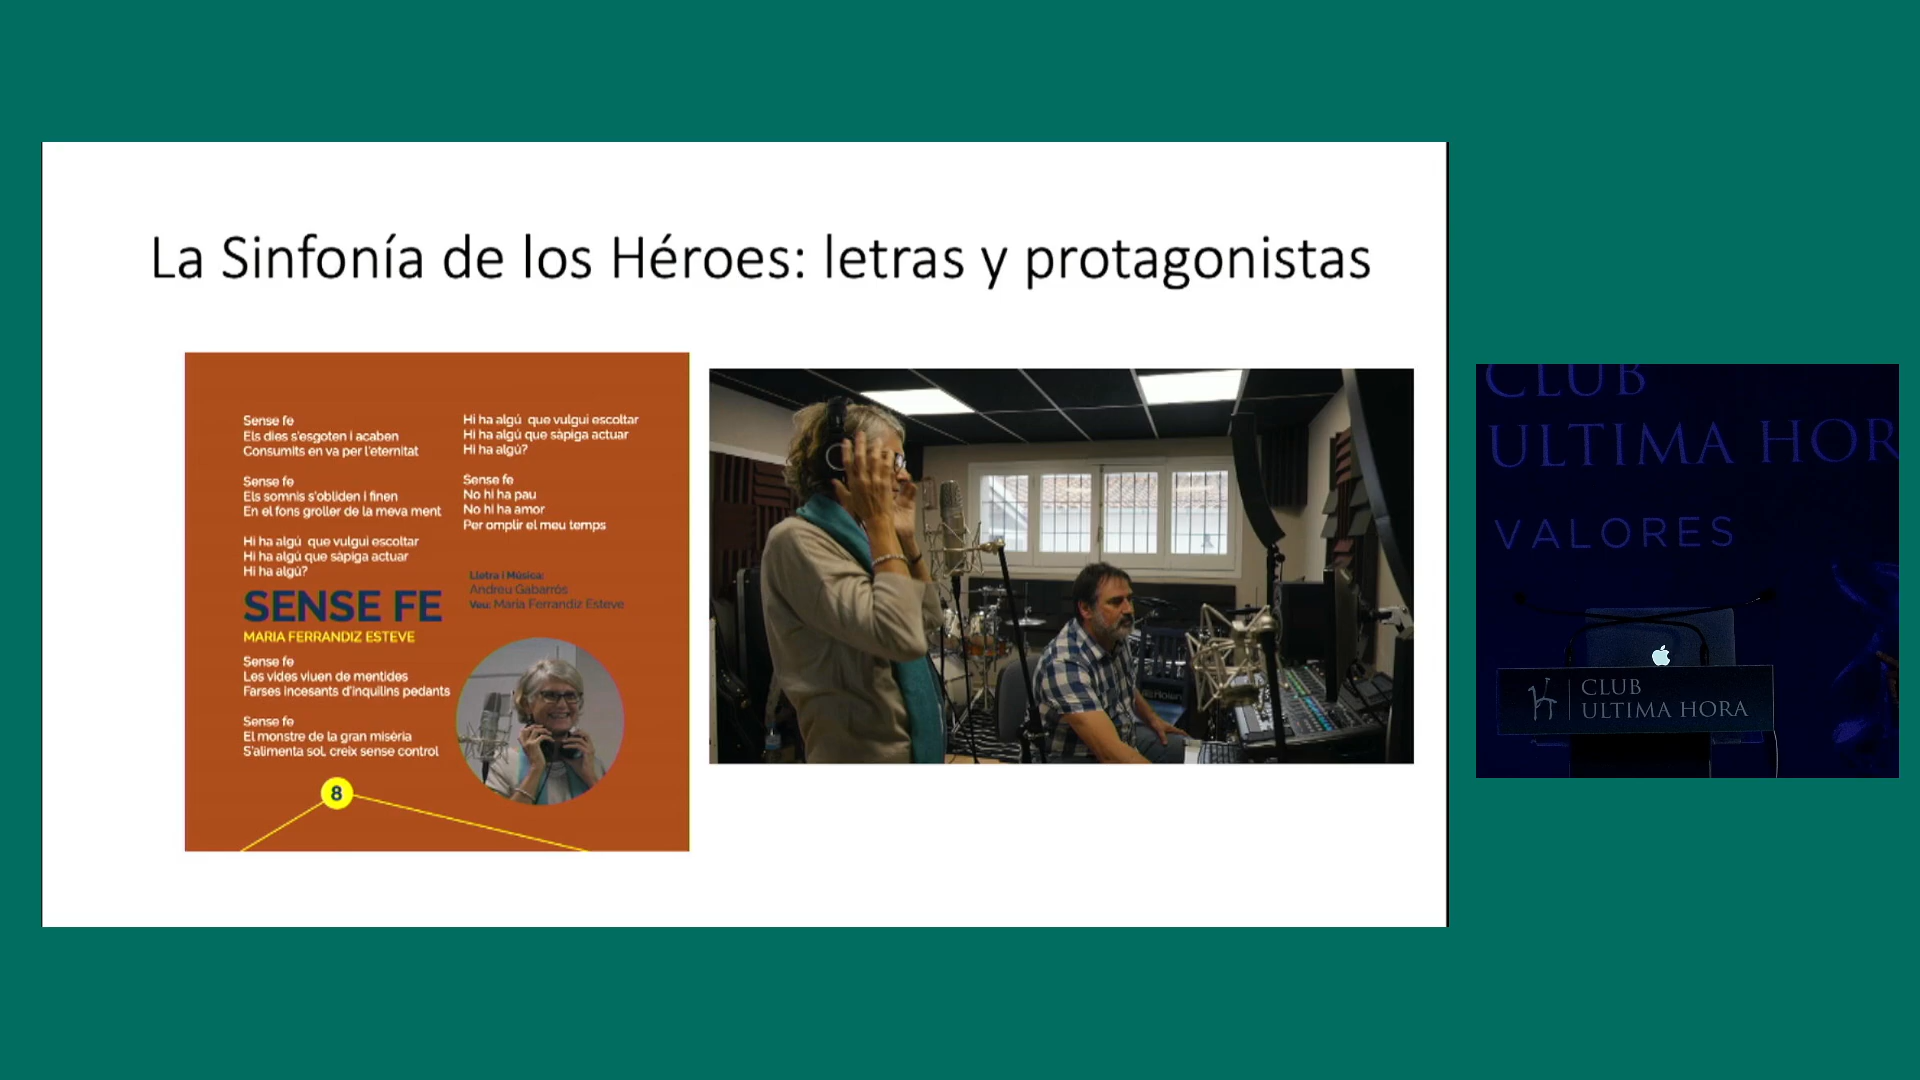 La Sinfonía de los Héroes: letras y protagonistas
Sense fe
Els dies s'esgoten i acaben
Consumits en va per l'eternitat
Sense fe
Els somnis s'obliden i finen
En el fons groller de la meva ment
Hi ha algú que vulgui escoltar
Hi ha algú que sàpiga actuar
Hi ha algú?
SENSE FE
MARIA FERRANDIZ ESTEVE
Sense fe
Les vides viuen de mentides
Farses incesants d'inquilins pedants
Sense fe
El monstre de la gran misèria
S'alimenta sol, creix sense control
8
Hi ha algú que vulgui escoltar
Hi ha algú que sàpiga actuar
Hi ha algú?
Sense fe
No hi ha pau
No hi ha amor
Per omplir el meu temps
Lletra i Música:
Andreu Gabarrós
Veu: Maria Ferrandiz Esteve
CLUB
ULTIMA HOR
VALORES
CLUB
ULTIMA HORA